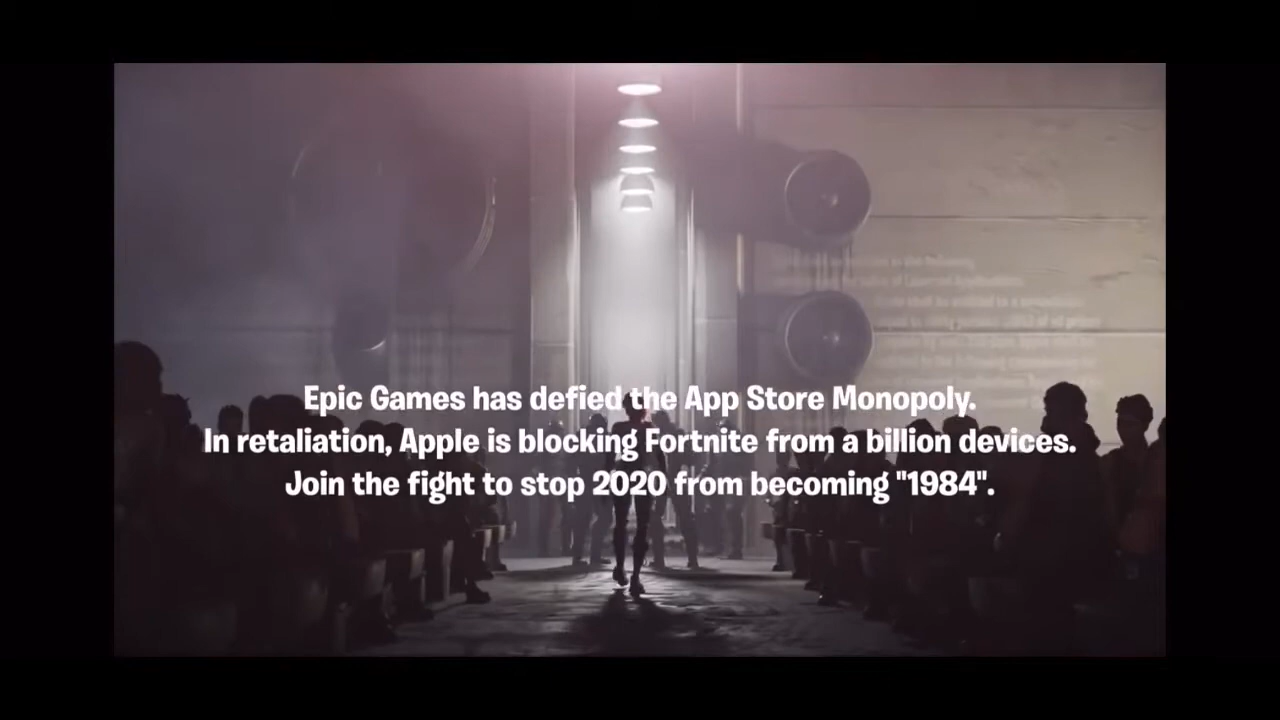 Epic Games has defied the App Store Monopoly.
In retaliation, Apple is blocking Fortnite from a billion devices.
Join the fight to stop 2020 from becoming "1984".